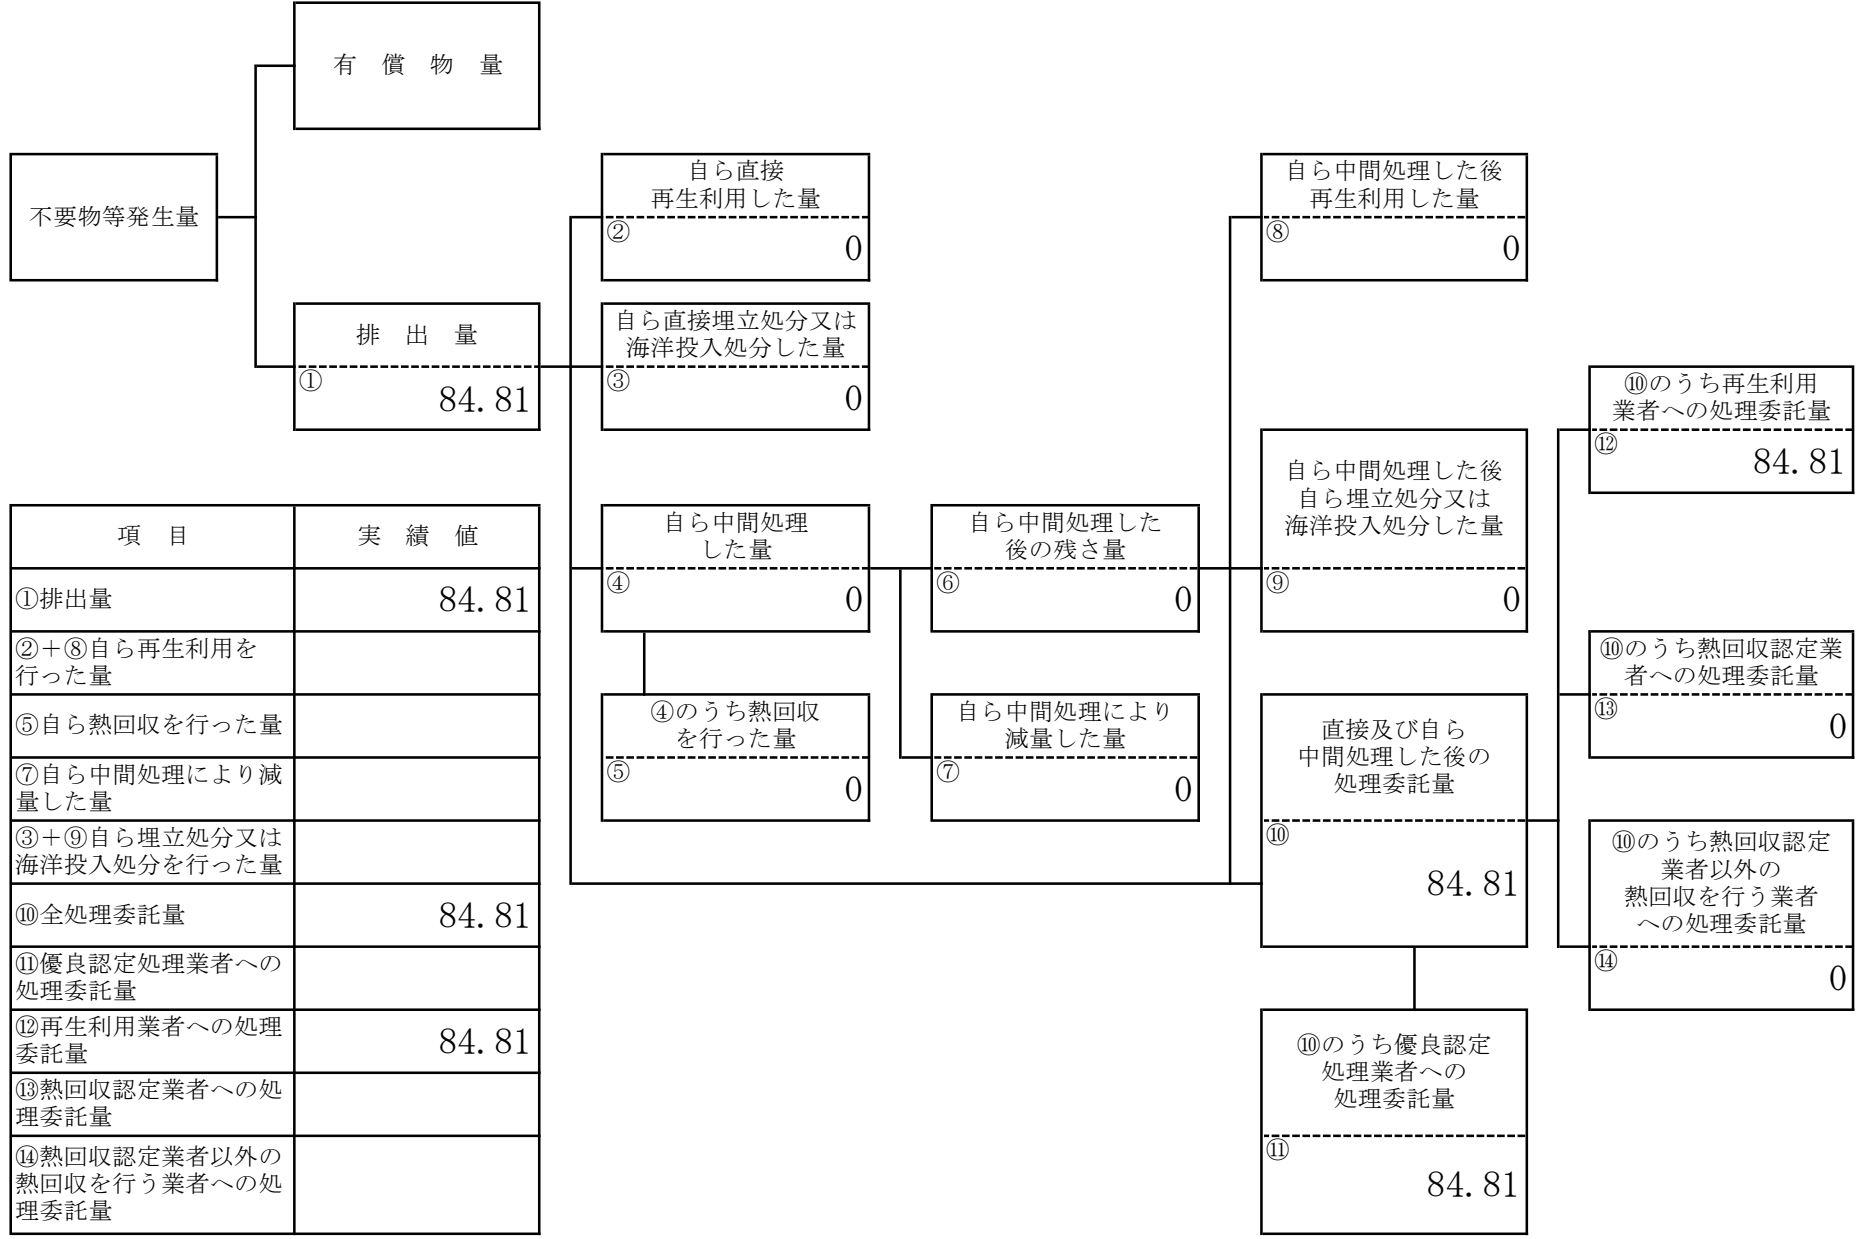 有　償　物　量
不要物等発生量
排　出　量
①
84.81
自ら直接
再生利用した量
②
0
自ら直接埋立処分又は
海洋投入処分した量
③
0
自ら中間処理
した量
④
0
④のうち熱回収
を行った量
⑤
0
自ら中間処理した
後の残さ量
⑥
0
自ら中間処理により
減量した量
⑦
0
自ら中間処理した後
再生利用した量
⑧
0
自ら中間処理した後
自ら埋立処分又は
海洋投入処分した量
⑨
0
直接及び自ら
中間処理した後の
処理委託量
⑩
84.81
⑩のうち優良認定
処理業者への
処理委託量
⑪
84.81
⑩のうち再生利用
業者への処理委託量
⑫
84.81
⑩のうち熱回収認定業
者への処理委託量
⑬
0
⑩のうち熱回収認定
業者以外の
熱回収を行う業者
への処理委託量
⑭
0
項　目　実　績　値
①排出量　84.81
②＋⑧自ら再生利用を
行った量
⑤自ら熱回収を行った量
⑦自ら中間処理により減
量した量
③＋⑨自ら埋立処分又は
海洋投入処分を行った量
⑩全処理委託量　84.81
⑪優良認定処理業者への
処理委託量
⑫再生利用業者への処理
委託量　84.81
⑬熱回収認定業者への処
理委託量
⑭熱回収認定業者以外の
熱回収を行う業者への処
理委託量